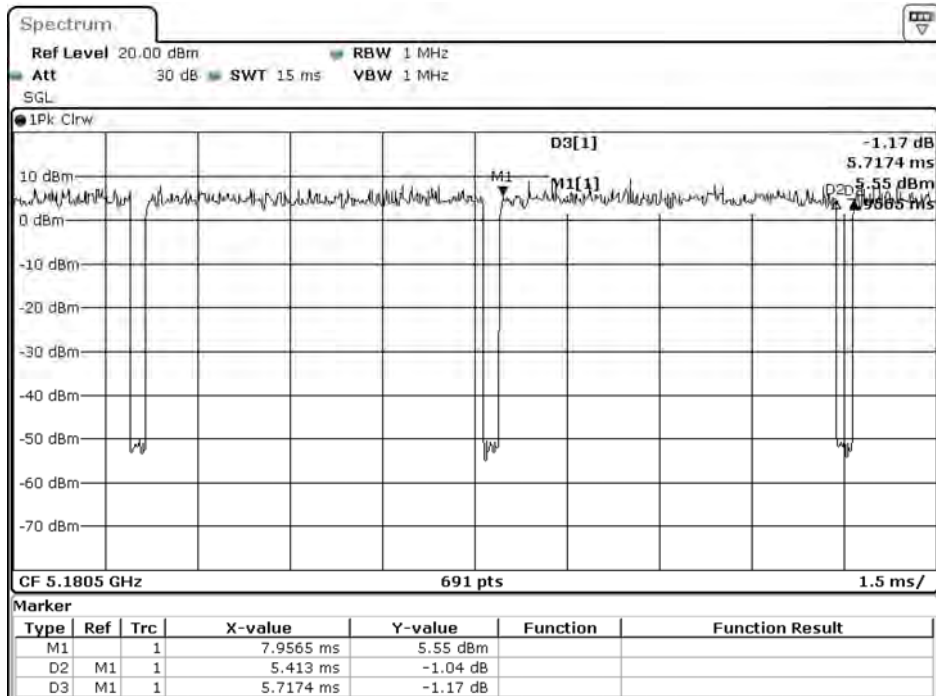 Spectrum
Ref Level 20.00 dBm RBW 1 MHz
Att 30 dB SWT 15 ms VBW 1 MHz
SGL
1Pk Clrw
D3[1] -1.17 dB
5.7174 ms
10 dBm M1 M1[1] 5.55 dBm
D2
0 dBm
-10 dBm
-20 dBm
-30 dBm
-40 dBm
-50 dBm
-60 dBm
-70 dBm
CF 5.1805 GHz 691 pts 1.5 ms/
Marker
Type Ref Trc X-value Y-value Function Function Result
M1 1 7.9565 ms 5.55 dBm
D2 M1 1 5.413 ms -1.04 dB
D3 M1 1 5.7174 ms -1.17 dB